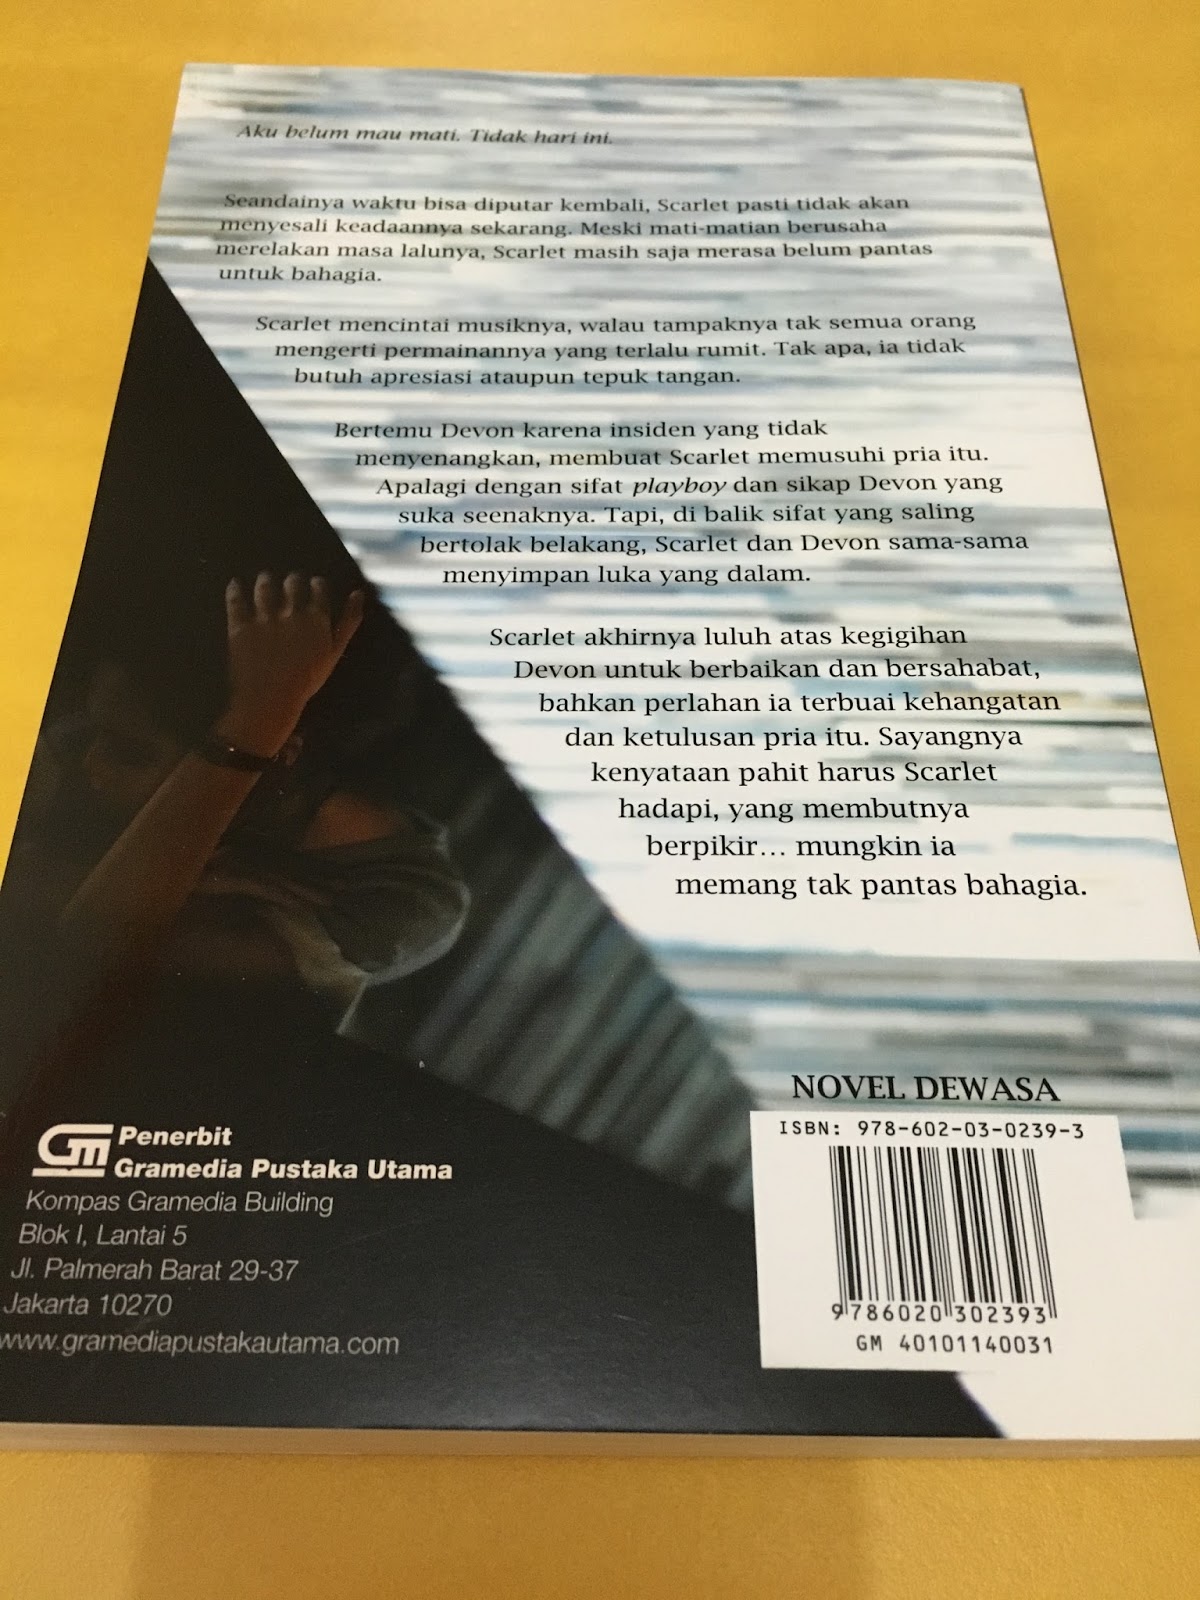 Aku belum mau mati. Tidak hari ini.
Seandainya waktu bisa diputar kembali, Scarlet pasti tidak akan
menyesali keadaannya sekarang. Meski mati-matian berusaha
merelakan masa lalunya, Scarlet masih saja merasa belum pantas
untuk bahagia.
Scarlet mencintai musiknya, walau tampaknya tak semua orang
mengerti permainannya yang terlalu rumit. Tak apa, ia tidak
butuh apresiasi ataupun tepuk tangan.
Bertemu Devon karena insiden yang tidak
menyenangkan, membuat Scarlet memusuhi pria itu.
Apalagi dengan sifat playboy dan sikap Devon yang
suka seenaknya. Tapi, di balik sifat yang saling
bertolak belakang, Scarlet dan Devon sama-sama
menyimpan luka yang dalam.
Scarlet akhirnya luluh atas kegigihan
Devon untuk berbaikan dan bersahabat,
bahkan perlahan ia terbuai kehangatan
dan ketulusan pria itu. Sayangnya
kenyataan pahit harus Scarlet
hadapi, yang membutnya
berpikir… mungkin ia
memang tak pantas bahagia.
NOVEL DEWASA
ISBN: 978-602-03-0239-3
9786020302393
GM 40101140031
GM
Penerbit
Gramedia Pustaka Utama
Kompas Gramedia Building
Blok I, Lantai 5
Jl. Palmerah Barat 29-37
Jakarta 10270
www.gramediapustakautama.com